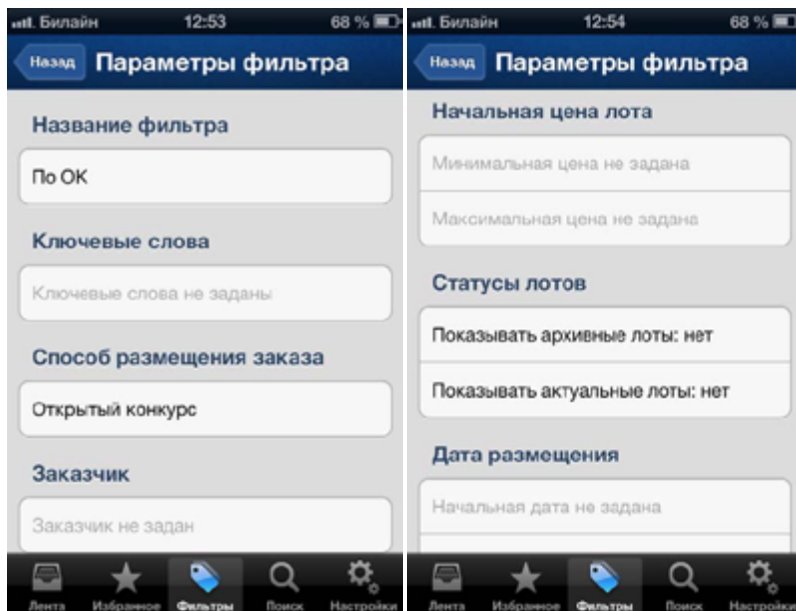 Билайн 12:53 68 %
Назад Параметры фильтра
Название фильтра
По ОК
Ключевые слова
Ключевые слова не заданы
Способ размещения заказа
Открытый конкурс
Заказчик
Заказчик не задан
Лента Избранное Фильтры Поиск Настройки
Билайн 12:54 68 %
Назад Параметры фильтра
Начальная цена лота
Минимальная цена не задана
Максимальная цена не задана
Статусы лотов
Показывать архивные лоты: нет
Показывать актуальные лоты: нет
Дата размещения
Начальная дата не задана
Лента Избранное Фильтры Поиск Настройки